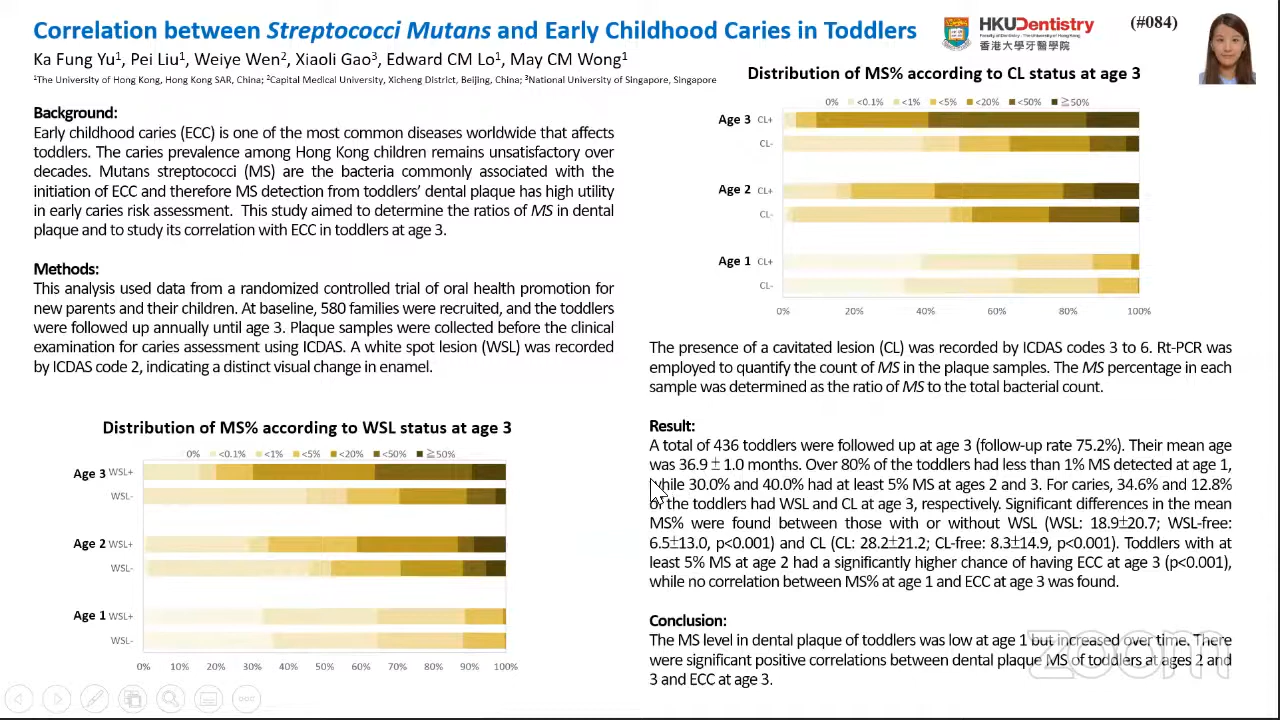 Correlation between Streptococci Mutans and Early Childhood Caries in Toddlers
Ka Fung Yu1, Pei Liu1, Weiye Wen2, Xiaoli Gao3, Edward CM Lo1, May CM Wong1
1The University of Hong Kong, Hong Kong SAR, China; 2Capital Medical University, Xicheng District, Beijing, China; 3National University of Singapore, Singapore
HKUDentistry
Faculty of Dentistry · The University of Hong Kong
香港大學牙醫學院
(#084)
Background:
Early childhood caries (ECC) is one of the most common diseases worldwide that affects
toddlers. The caries prevalence among Hong Kong children remains unsatisfactory over
decades. Mutans streptococci (MS) are the bacteria commonly associated with the
initiation of ECC and therefore MS detection from toddlers' dental plaque has high utility
in early caries risk assessment. This study aimed to determine the ratios of MS in dental
plaque and to study its correlation with ECC in toddlers at age 3.
Methods:
This analysis used data from a randomized controlled trial of oral health promotion for
new parents and their children. At baseline, 580 families were recruited, and the toddlers
were followed up annually until age 3. Plaque samples were collected before the clinical
examination for caries assessment using ICDAS. A white spot lesion (WSL) was recorded
by ICDAS code 2, indicating a distinct visual change in enamel.
Distribution of MS% according to WSL status at age 3
0% <0.1% <1% <5% <20% <50% ≧50%
Age 3 WSL+
WSL-
Age 2 WSL+
WSL-
Age 1 WSL+
WSL-
0% 10% 20% 30% 40% 50% 60% 70% 80% 90% 100%
Distribution of MS% according to CL status at age 3
0% <0.1% <1% <5% <20% <50% ≧50%
Age 3 CL+
CL-
Age 2 CL+
CL-
Age 1 CL+
CL-
0% 20% 40% 60% 80% 100%
The presence of a cavitated lesion (CL) was recorded by ICDAS codes 3 to 6. Rt-PCR was
employed to quantify the count of MS in the plaque samples. The MS percentage in each
sample was determined as the ratio of MS to the total bacterial count.
Result:
A total of 436 toddlers were followed up at age 3 (follow-up rate 75.2%). Their mean age
was 36.9 ± 1.0 months. Over 80% of the toddlers had less than 1% MS detected at age 1,
while 30.0% and 40.0% had at least 5% MS at ages 2 and 3. For caries, 34.6% and 12.8%
of the toddlers had WSL and CL at age 3, respectively. Significant differences in the mean
MS% were found between those with or without WSL (WSL: 18.9±20.7; WSL-free:
6.5±13.0, p<0.001) and CL (CL: 28.2±21.2; CL-free: 8.3±14.9, p<0.001). Toddlers with at
least 5% MS at age 2 had a significantly higher chance of having ECC at age 3 (p<0.001),
while no correlation between MS% at age 1 and ECC at age 3 was found.
Conclusion:
The MS level in dental plaque of toddlers was low at age 1 but increased over time. There
were significant positive correlations between dental plaque MS of toddlers at ages 2 and
3 and ECC at age 3.
zoom